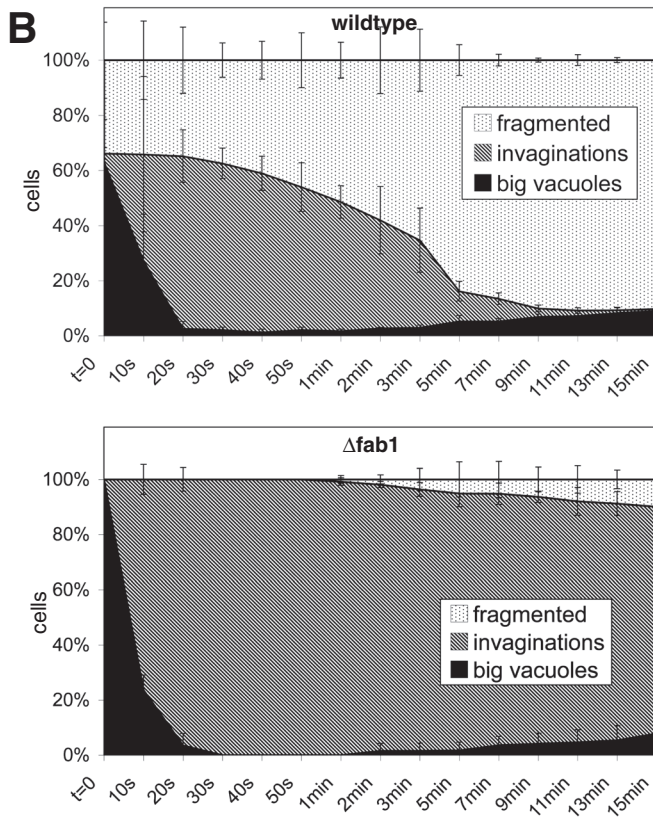 B
wildtype
100%
80%
60%
40%
20%
0%
cells
fragmented
invaginations
big vacuoles
t=0
10s
20s
30s
40s
50s
1min
2min
3min
5min
7min
9min
11min
13min
15min
Δfab1
100%
80%
60%
40%
20%
0%
cells
fragmented
invaginations
big vacuoles
t=0
10s
20s
30s
40s
50s
1min
2min
3min
5min
7min
9min
11min
13min
15min